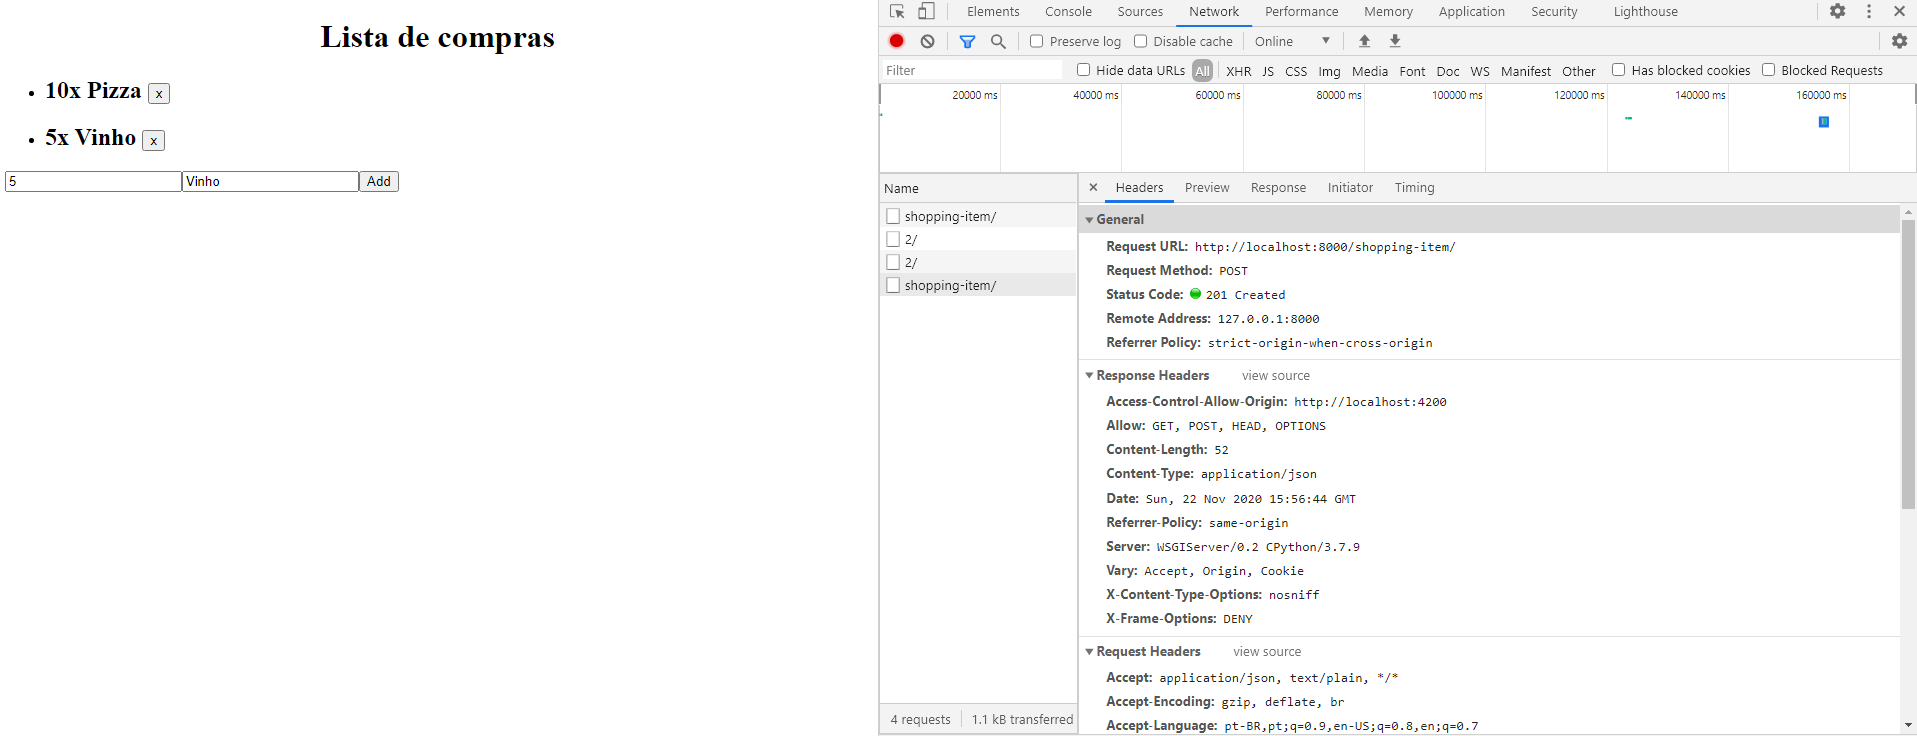 Lista de compras
10x Pizza x
5x Vinho x
5 Vinho Add
Elements Console Sources Network Performance Memory Application Security Lighthouse
Preserve log Disable cache Online
Filter Hide data URLs All XHR JS CSS Img Media Font Doc WS Manifest Other Has blocked cookies Blocked Requests
20000 ms 40000 ms 60000 ms 80000 ms 100000 ms 120000 ms 140000 ms 160000 ms
Name
shopping-item/
2/
2/
shopping-item/
4 requests 1.1 kB transferred
Headers Preview Response Initiator Timing
General
Request URL: http://localhost:8000/shopping-item/
Request Method: POST
Status Code: 201 Created
Remote Address: 127.0.0.1:8000
Referrer Policy: strict-origin-when-cross-origin
Response Headers view source
Access-Control-Allow-Origin: http://localhost:4200
Allow: GET, POST, HEAD, OPTIONS
Content-Length: 52
Content-Type: application/json
Date: Sun, 22 Nov 2020 15:56:44 GMT
Referrer-Policy: same-origin
Server: WSGIServer/0.2 CPython/3.7.9
Vary: Accept, Origin, Cookie
X-Content-Type-Options: nosniff
X-Frame-Options: DENY
Request Headers view source
Accept: application/json, text/plain, */*
Accept-Encoding: gzip, deflate, br
Accept-Language: pt-BR,pt;q=0.9,en-US;q=0.8,en;q=0.7